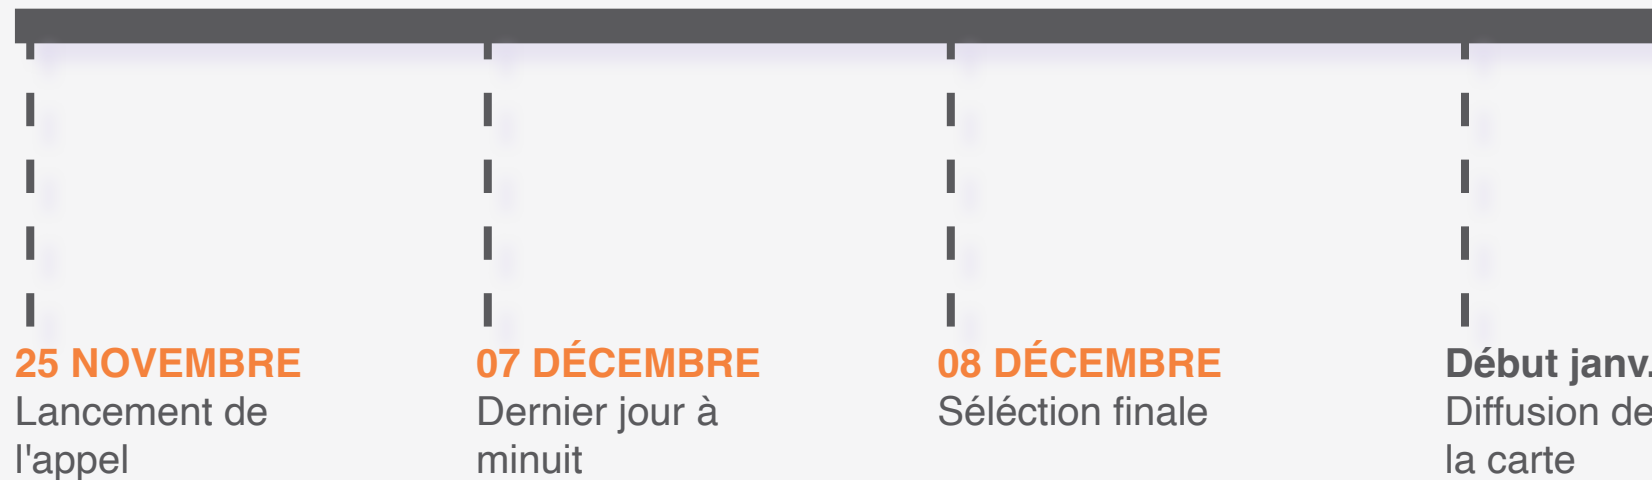 25 NOVEMBRE
Lancement de
l'appel
07 DÉCEMBRE
Dernier jour à
minuit
08 DÉCEMBRE
Séléction finale
Début janv.
Diffusion de
la carte